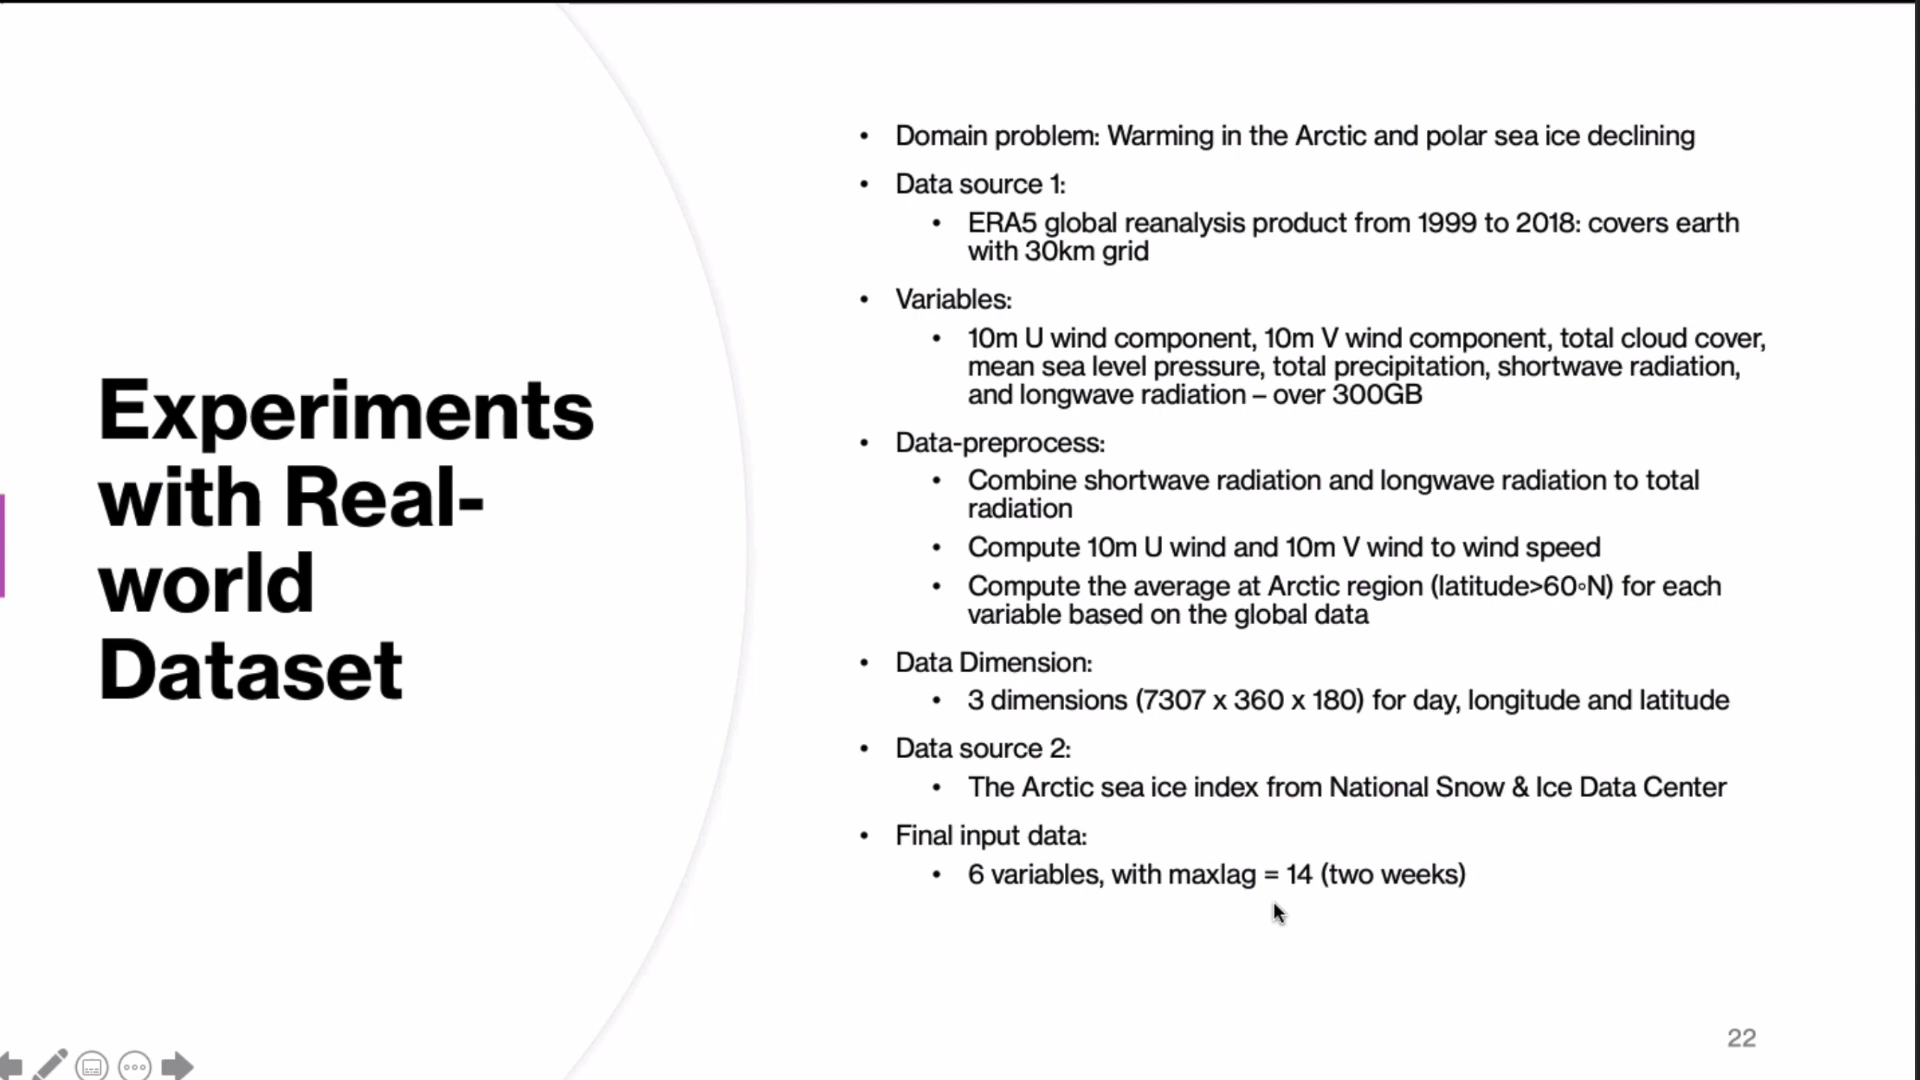 Experiments
with Real-
world
Dataset
• Domain problem: Warming in the Arctic and polar sea ice declining
• Data source 1:
• ERA5 global reanalysis product from 1999 to 2018: covers earth
with 30km grid
• Variables:
• 10m U wind component, 10m V wind component, total cloud cover,
mean sea level pressure, total precipitation, shortwave radiation,
and longwave radiation – over 300GB
• Data-preprocess:
• Combine shortwave radiation and longwave radiation to total
radiation
• Compute 10m U wind and 10m V wind to wind speed
• Compute the average at Arctic region (latitude>60◦N) for each
variable based on the global data
• Data Dimension:
• 3 dimensions (7307 x 360 x 180) for day, longitude and latitude
• Data source 2:
• The Arctic sea ice index from National Snow & Ice Data Center
• Final input data:
• 6 variables, with maxlag = 14 (two weeks)
22